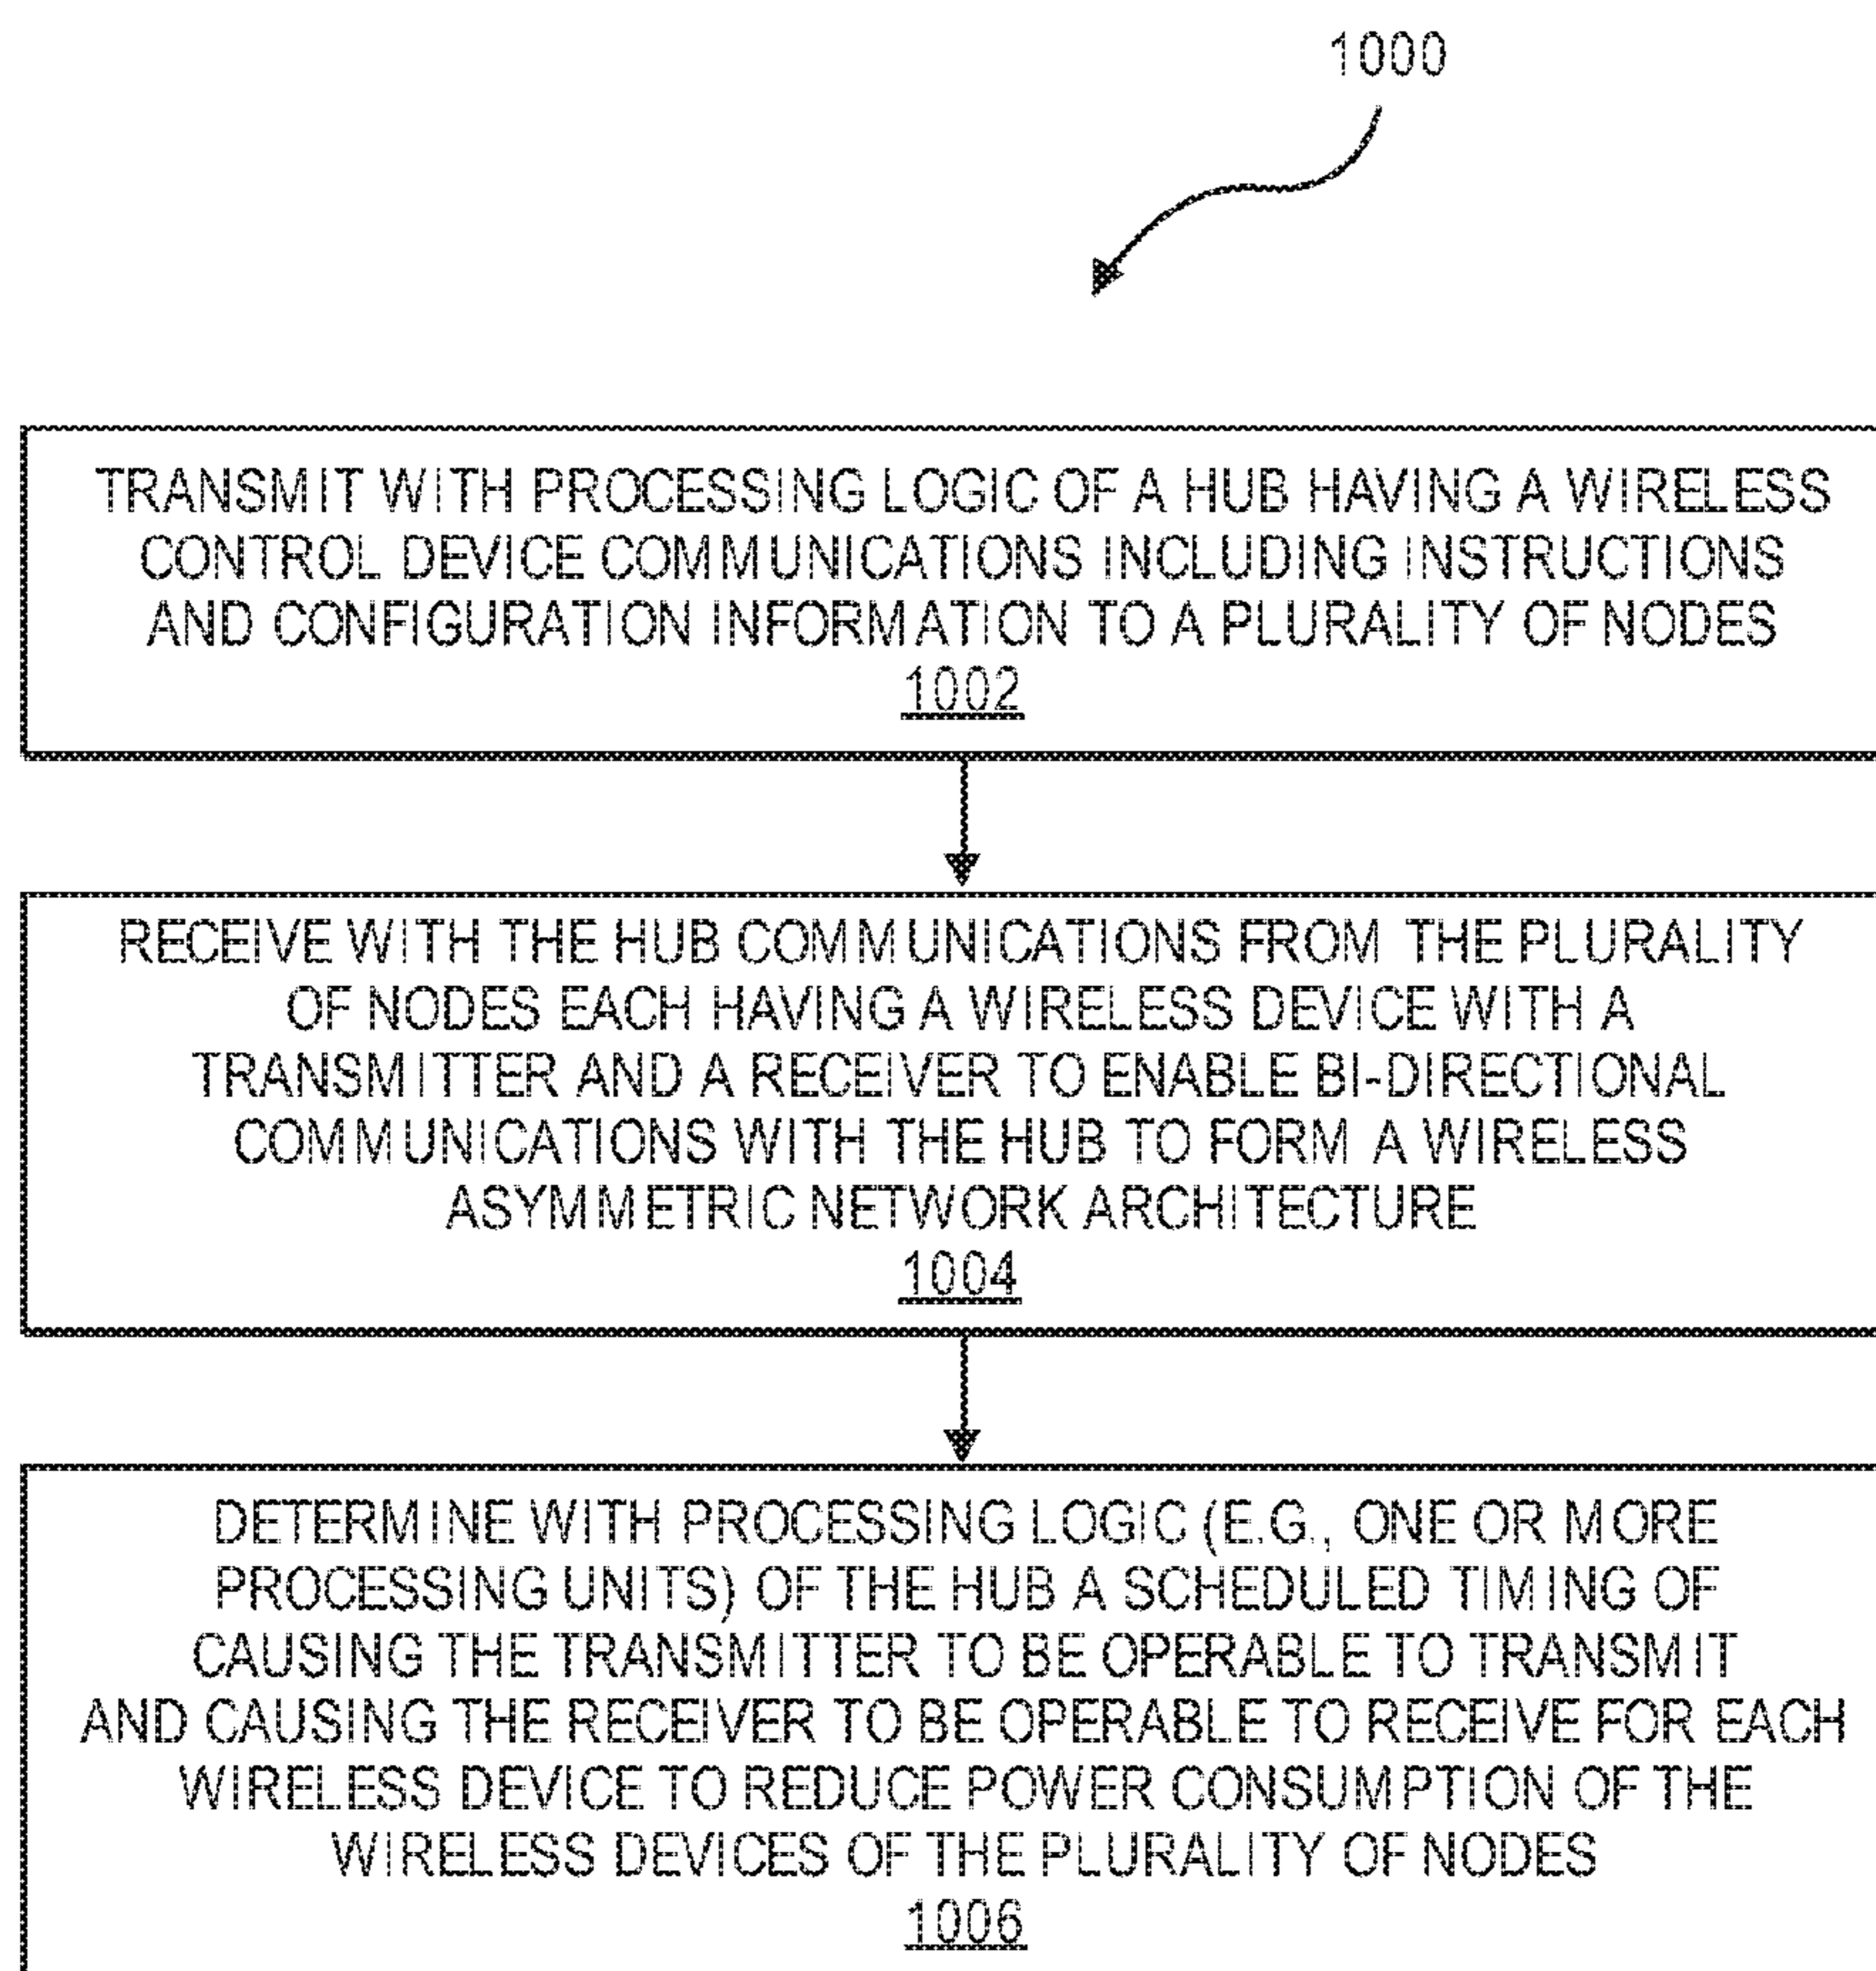 1000
TRANSMIT WITH PROCESSING LOGIC OF A HUB HAVING A WIRELESS
CONTROL DEVICE COMMUNICATIONS INCLUDING INSTRUCTIONS
AND CONFIGURATION INFORMATION TO A PLURALITY OF NODES
1002
RECEIVE WITH THE HUB COMMUNICATIONS FROM THE PLURALITY
OF NODES EACH HAVING A WIRELESS DEVICE WITH A
TRANSMITTER AND A RECEIVER TO ENABLE BI-DIRECTIONAL
COMMUNICATIONS WITH THE HUB TO FORM A WIRELESS
ASYMMETRIC NETWORK ARCHITECTURE
1004
DETERMINE WITH PROCESSING LOGIC (E.G., ONE OR MORE
PROCESSING UNITS) OF THE HUB A SCHEDULED TIMING OF
CAUSING THE TRANSMITTER TO BE OPERABLE TO TRANSMIT
AND CAUSING THE RECEIVER TO BE OPERABLE TO RECEIVE FOR EACH
WIRELESS DEVICE TO REDUCE POWER CONSUMPTION OF THE
WIRELESS DEVICES OF THE PLURALITY OF NODES
1006